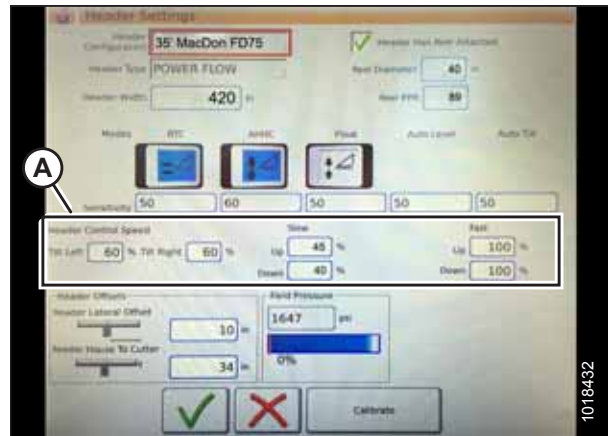 Header Settings
Header Configuration 35' MacDon FD75 Header Has Reel Attached
Header Type POWER FLOW Reel Diameter 40 in
Header Width 420 in Reel PPR 89
Modes RTC AHHC Float Auto Level Auto Tilt
A
Sensitivity 50 60 50 50 50
Header Control Speed Slow Fast
Tilt Left 60 % Tilt Right 60 % Up 45 % Up 100 %
Down 40 % Down 100 %
Header Offsets Field Pressure
Header Lateral Offset 1647 psi
10 in
Feeder House To Cutter 0%
34 in
Calibrate
1018432